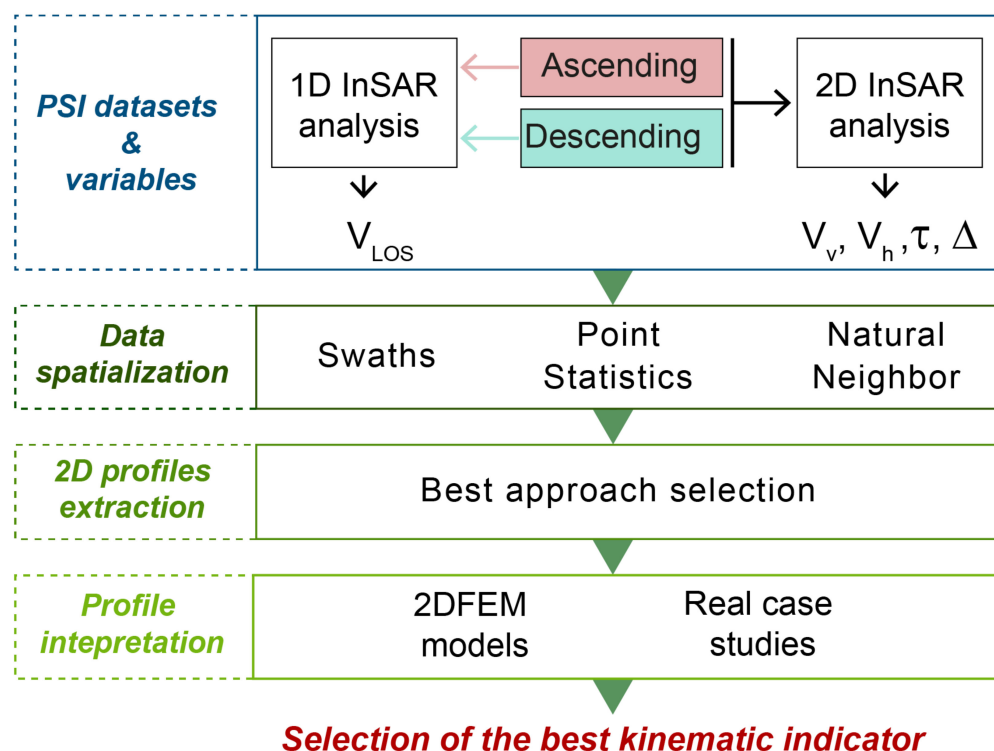 PSI datasets
&
variables
1D InSAR
analysis
Ascending
Descending
2D InSAR
analysis
VLOS
Vv, Vh ,τ, Δ
Data
spatialization
Swaths
Point
Statistics
Natural
Neighbor
2D profiles
extraction
Best approach selection
Profile
intepretation
2DFEM
models
Real case
studies
Selection of the best kinematic indicator